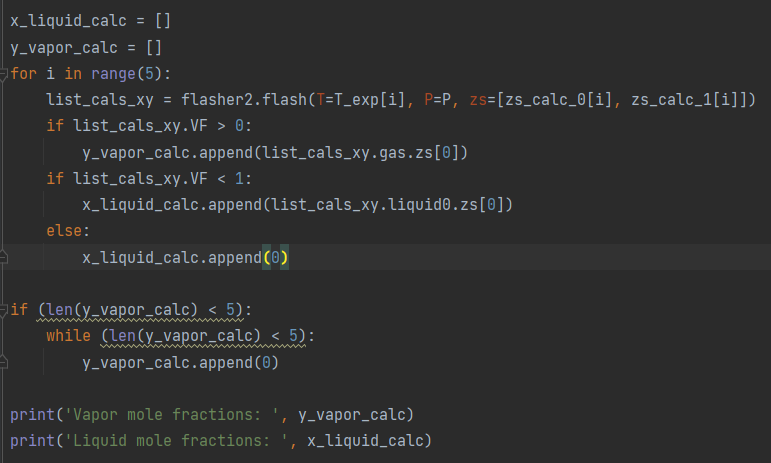 x_liquid_calc = []
y_vapor_calc = []
for i in range(5):
    list_cals_xy = flasher2.flash(T=T_exp[i], P=P, zs=[zs_calc_0[i], zs_calc_1[i]])
    if list_cals_xy.VF > 0:
        y_vapor_calc.append(list_cals_xy.gas.zs[0])
    if list_cals_xy.VF < 1:
        x_liquid_calc.append(list_cals_xy.liquid0.zs[0])
    else:
        x_liquid_calc.append(0)
if (len(y_vapor_calc) < 5):
    while (len(y_vapor_calc) < 5):
        y_vapor_calc.append(0)
print('Vapor mole fractions: ', y_vapor_calc)
print('Liquid mole fractions: ', x_liquid_calc)